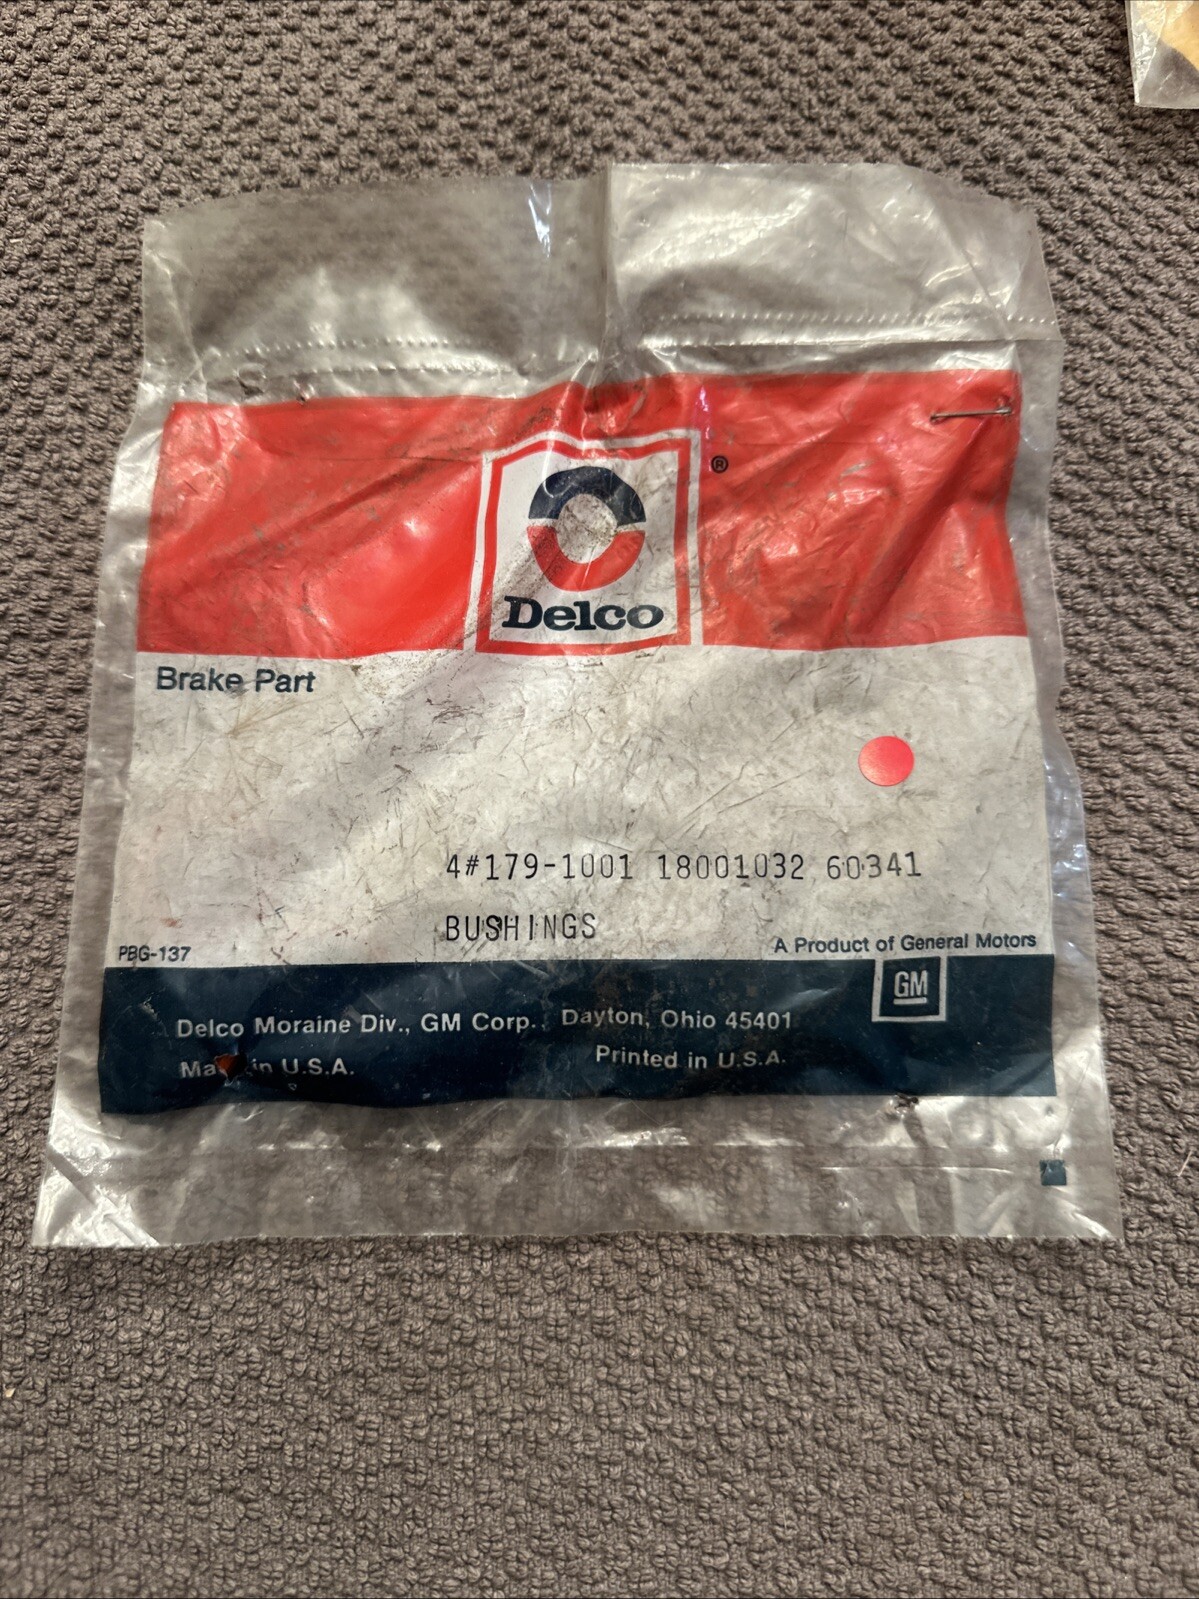 ®
Delco
Brake Part
4#179-1001 18001032 60341
BUSHINGS
PBG-137
A Product of General Motors
GM
Delco Moraine Div., GM Corp., Dayton, Ohio 45401
in U.S.A.
Printed in U.S.A.